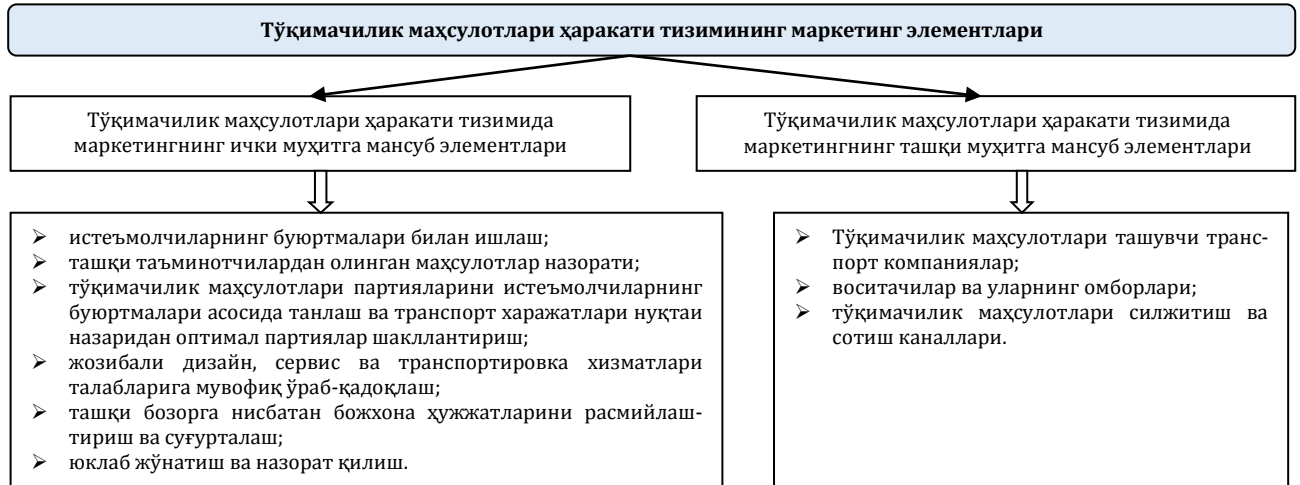 Тўқимачилик маҳсулотлари ҳаракати тизимининг маркетинг элементлари
Тўқимачилик маҳсулотлари ҳаракати тизимида
маркетингнинг ички муҳитга мансуб элементлари
Тўқимачилик маҳсулотлари ҳаракати тизимида
маркетингнинг ташқи муҳитга мансуб элементлари
➢ истеъмолчиларнинг буюртмалари билан ишлаш;
➢ ташқи таъминотчилардан олинган маҳсулотлар назорати;
➢ тўқимачилик маҳсулотлари партияларини истеъмолчиларнинг
буюртмалари асосида танлаш ва транспорт харажатлари нуқтаи
назаридан оптимал партиялар шакллантириш;
➢ жозибали дизайн, сервис ва транспортировка хизматлари
талабларига мувофиқ ўраб-қадоқлаш;
➢ ташқи бозорга нисбатан божхона ҳужжатларини расмийлаш-
тириш ва суғурталаш;
➢ юклаб жўнатиш ва назорат қилиш.
➢ Тўқимачилик маҳсулотлари ташувчи транс-
порт компаниялар;
➢ воситачилар ва уларнинг омборлари;
➢ тўқимачилик маҳсулотлари силжитиш ва
сотиш каналлари.